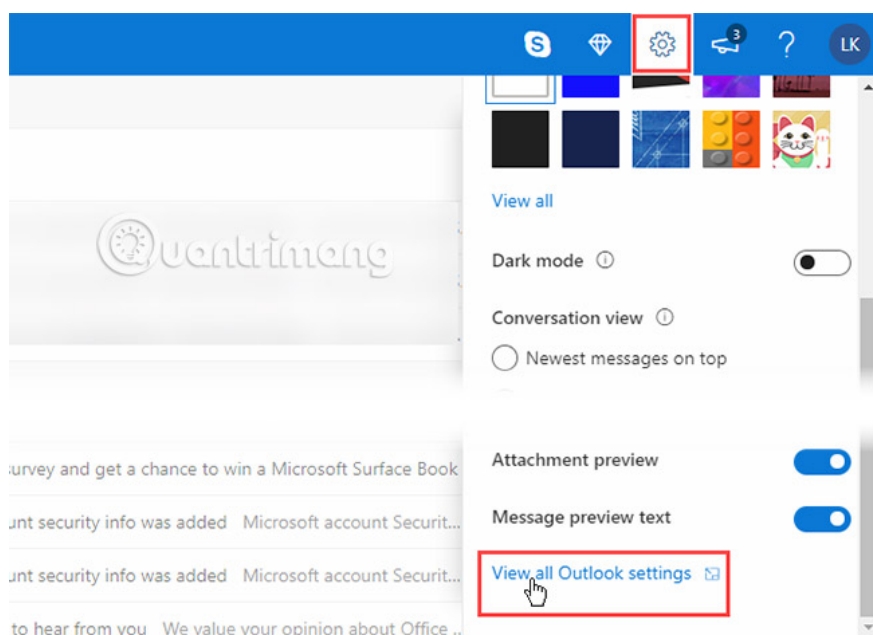 S
3
?
LK
View all
Quantrimang
Dark mode
Conversation view
Newest messages on top
survey and get a chance to win a Microsoft Surface Book
Attachment preview
unt security info was added Microsoft account Securit...
Message preview text
unt security info was added Microsoft account Securit...
View all Outlook settings
to hear from you We value your opinion about Office ..